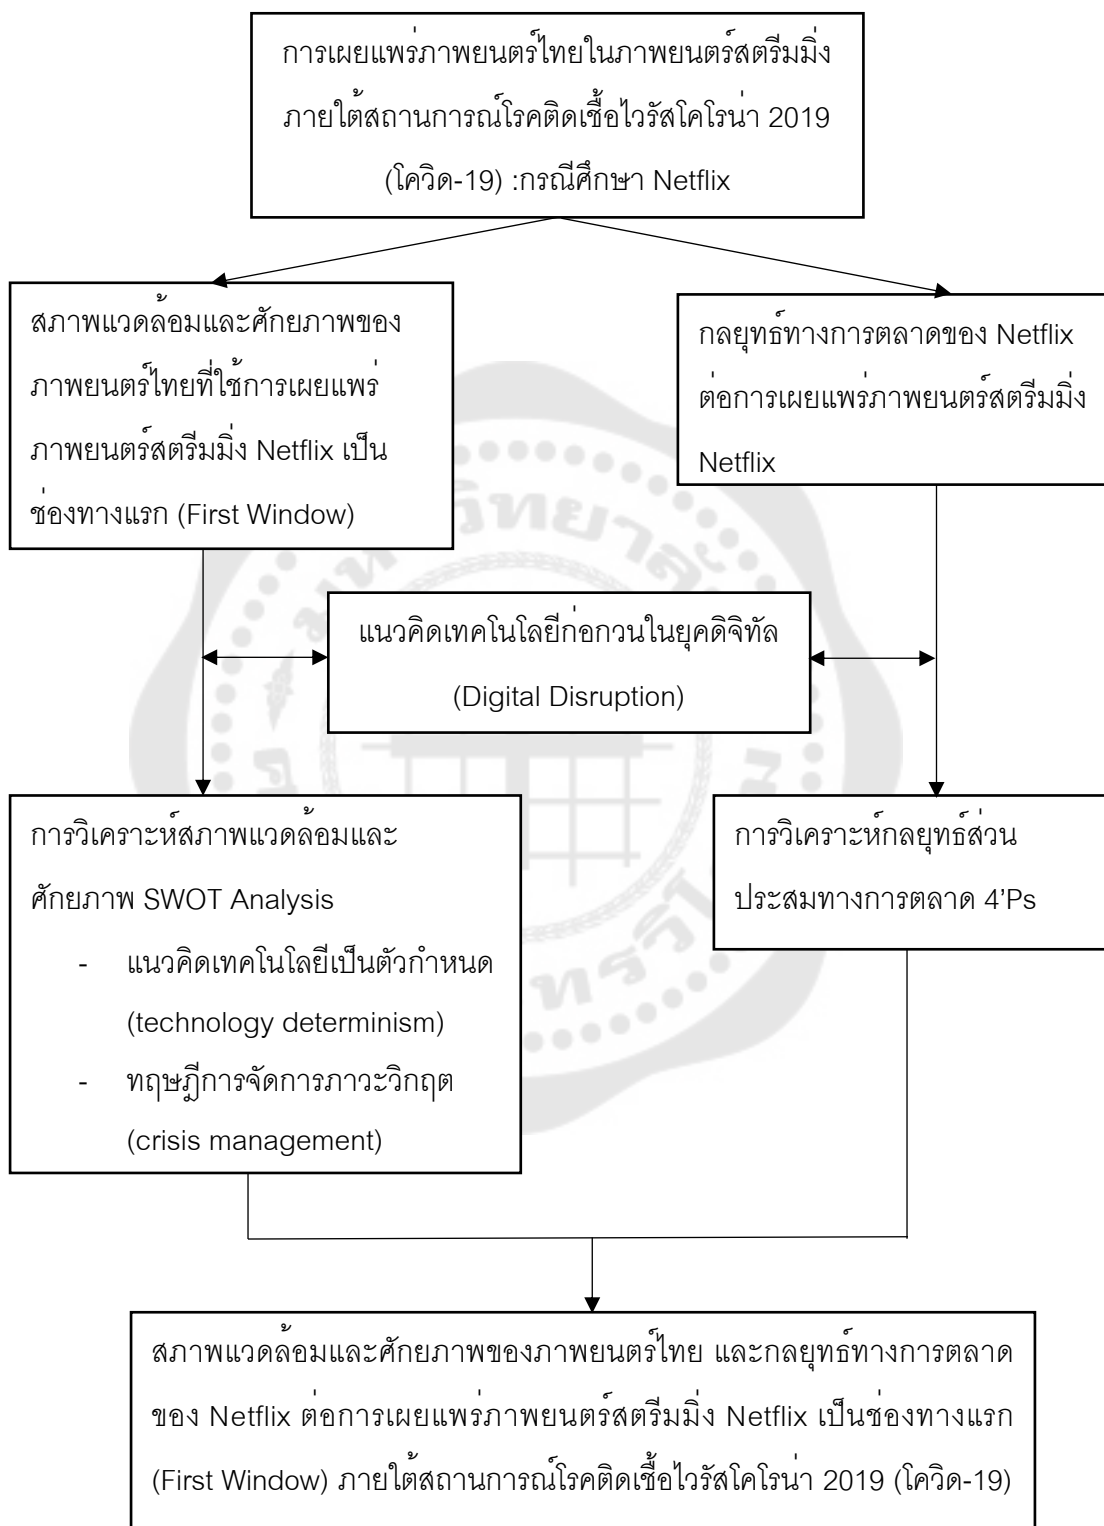 การเผยแพร่ภาพยนตร์ไทยในภาพยนตร์สตรีมมิ่ง
ภายใต้สถานการณ์โรคติดเชื้อไวรัสโคโรน่า 2019
(โควิด-19) :กรณีศึกษา Netflix
สภาพแวดล้อมและศักยภาพของ
ภาพยนตร์ไทยที่ใช้การเผยแพร่
ภาพยนตร์สตรีมมิ่ง Netflix เป็น
ช่องทางแรก (First Window)
กลยุทธ์ทางการตลาดของ Netflix
ต่อการเผยแพร่ภาพยนตร์สตรีมมิ่ง
Netflix
แนวคิดเทคโนโลยีก่อกวนในยุคดิจิทัล
(Digital Disruption)
การวิเคราะห์สภาพแวดล้อมและ
ศักยภาพ SWOT Analysis
- แนวคิดเทคโนโลยีเป็นตัวกำหนด
(technology determinism)
- ทฤษฎีการจัดการภาวะวิกฤต
(crisis management)
การวิเคราะห์กลยุทธ์ส่วน
ประสมทางการตลาด 4'Ps
สภาพแวดล้อมและศักยภาพของภาพยนตร์ไทย และกลยุทธ์ทางการตลาด
ของ Netflix ต่อการเผยแพร่ภาพยนตร์สตรีมมิ่ง Netflix เป็นช่องทางแรก
(First Window) ภายใต้สถานการณ์โรคติดเชื้อไวรัสโคโรน่า 2019 (โควิด-19)